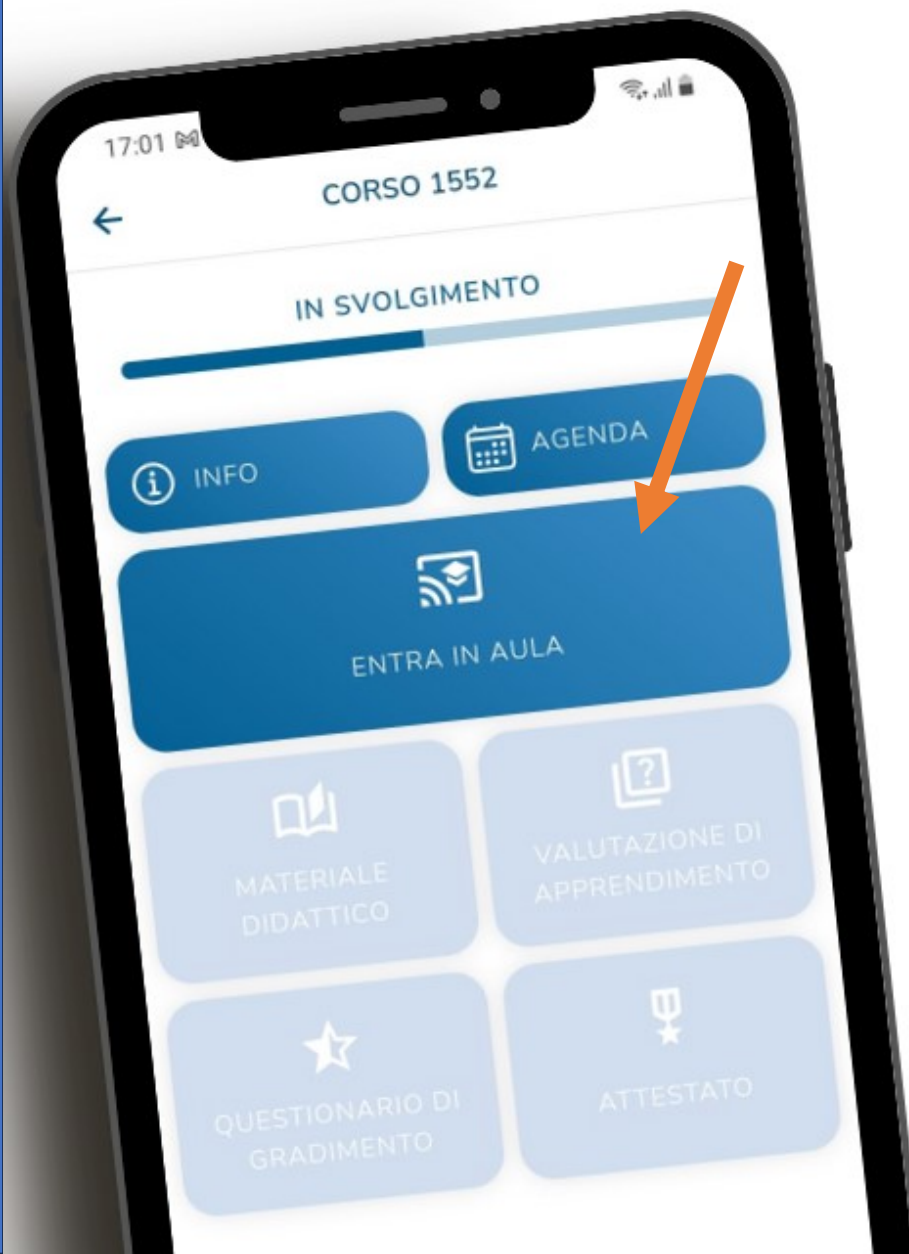 17:01
CORSO 1552
IN SVOLGIMENTO
INFO
AGENDA
ENTRA IN AULA
MATERIALE
DIDATTICO
VALUTAZIONE DI
APPRENDIMENTO
QUESTIONARIO DI
GRADIMENTO
ATTESTATO